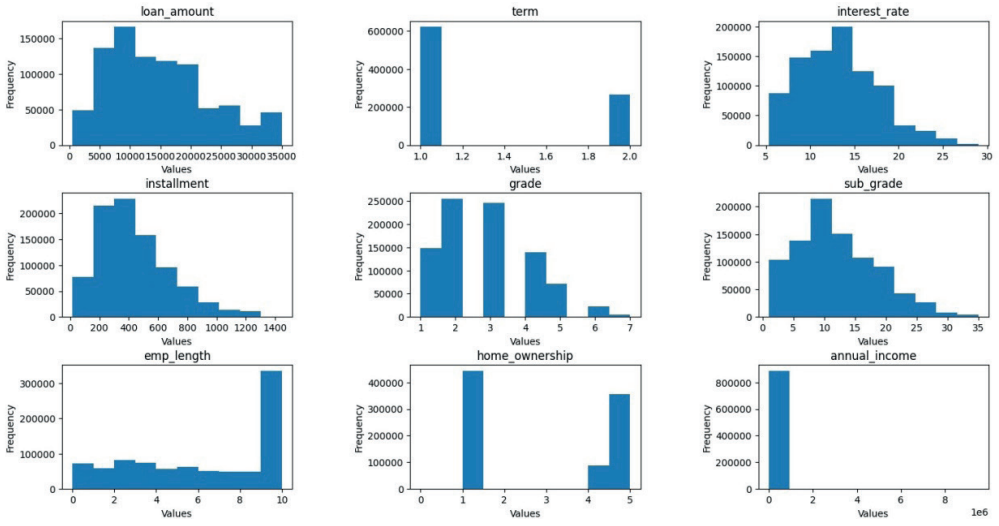 loan_amount
150000
100000
50000
0
Frequency
0 5000 10000 15000 20000 25000 30000 35000
Values
term
600000
400000
200000
0
Frequency
1.0 1.2 1.4 1.6 1.8 2.0
Values
interest_rate
200000
150000
100000
50000
0
Frequency
5 10 15 20 25 30
Values
installment
200000
150000
100000
50000
0
Frequency
0 200 400 600 800 1000 1200 1400
Values
grade
250000
200000
150000
100000
50000
0
Frequency
1 2 3 4 5 6 7
Values
sub_grade
200000
150000
100000
50000
0
Frequency
0 5 10 15 20 25 30 35
Values
emp_length
300000
200000
100000
0
Frequency
0 2 4 6 8 10
Values
home_ownership
400000
300000
200000
100000
0
Frequency
0 1 2 3 4 5
Values
annual_income
800000
600000
400000
200000
0
Frequency
0 2 4 6 8
Values
1e6